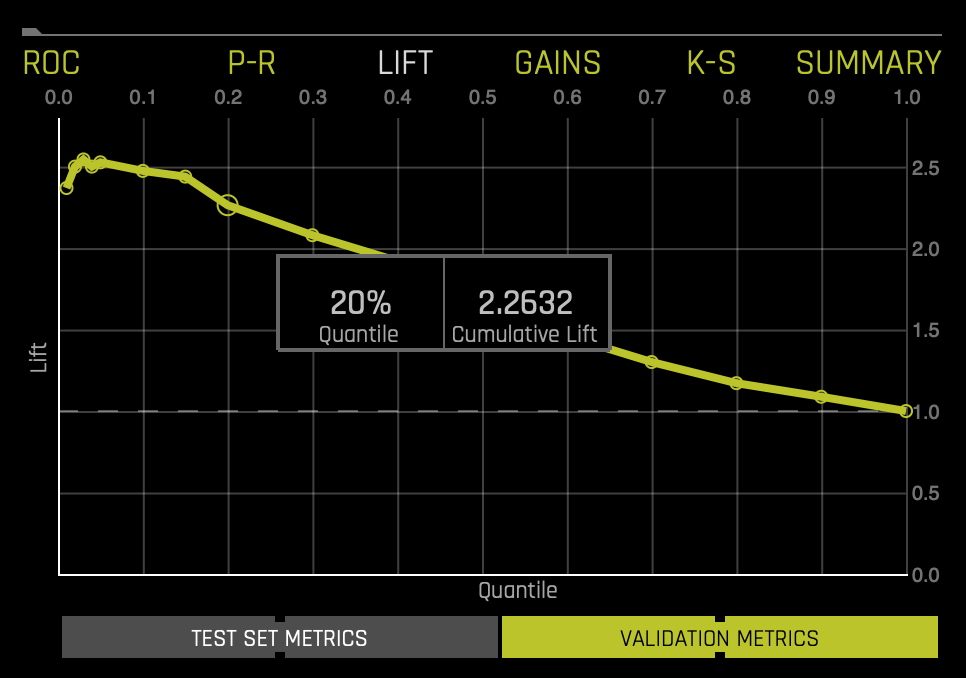 ROC P-R LIFT GAINS K-S SUMMARY
0.0 0.1 0.2 0.3 0.4 0.5 0.6 0.7 0.8 0.9 1.0
2.5
2.0
20% 2.2632
Quantile Cumulative Lift
1.5
Lift
1.0
0.5
0.0
Quantile
TEST SET METRICS VALIDATION METRICS